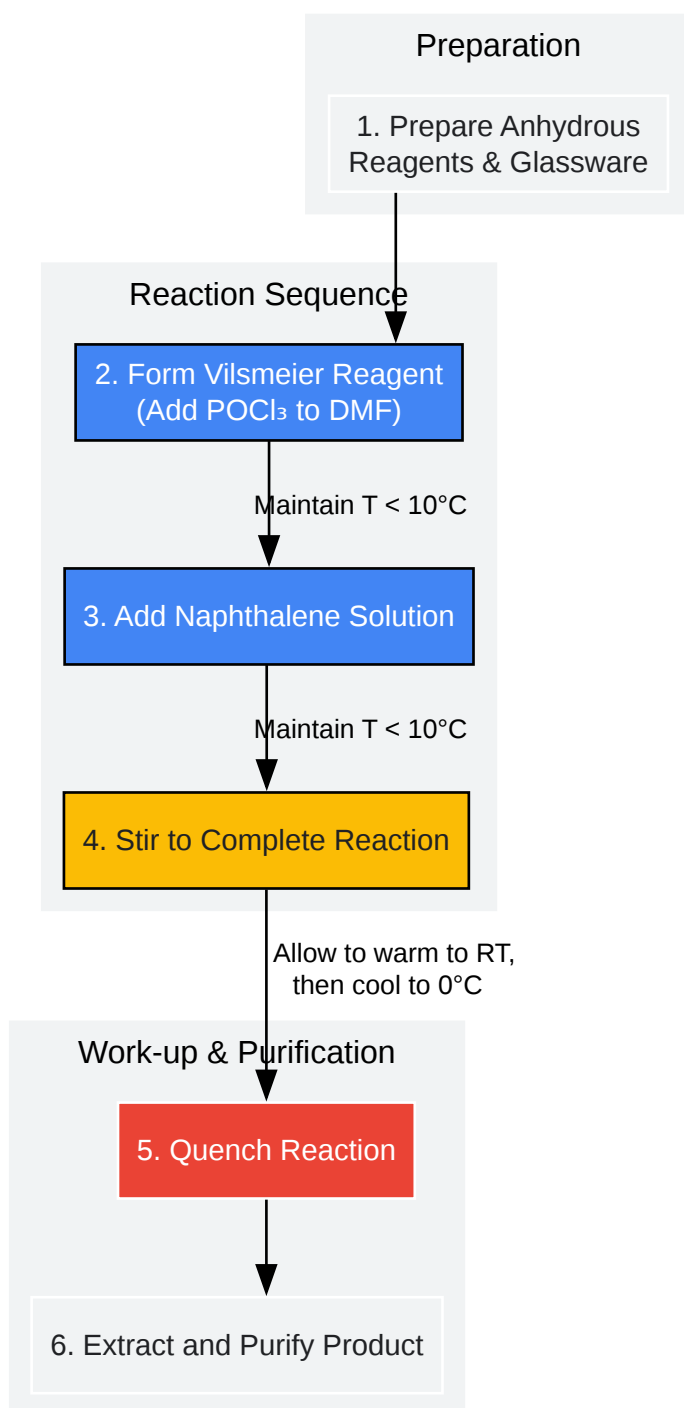 Preparation
1. Prepare Anhydrous
Reagents & Glassware
Reaction Sequence
2. Form Vilsmeier Reagent
(Add POCl₃ to DMF)
Maintain T < 10°C
3. Add Naphthalene Solution
Maintain T < 10°C
4. Stir to Complete Reaction
Allow to warm to RT,
then cool to 0°C
Work-up & Purification
5. Quench Reaction
6. Extract and Purify Product